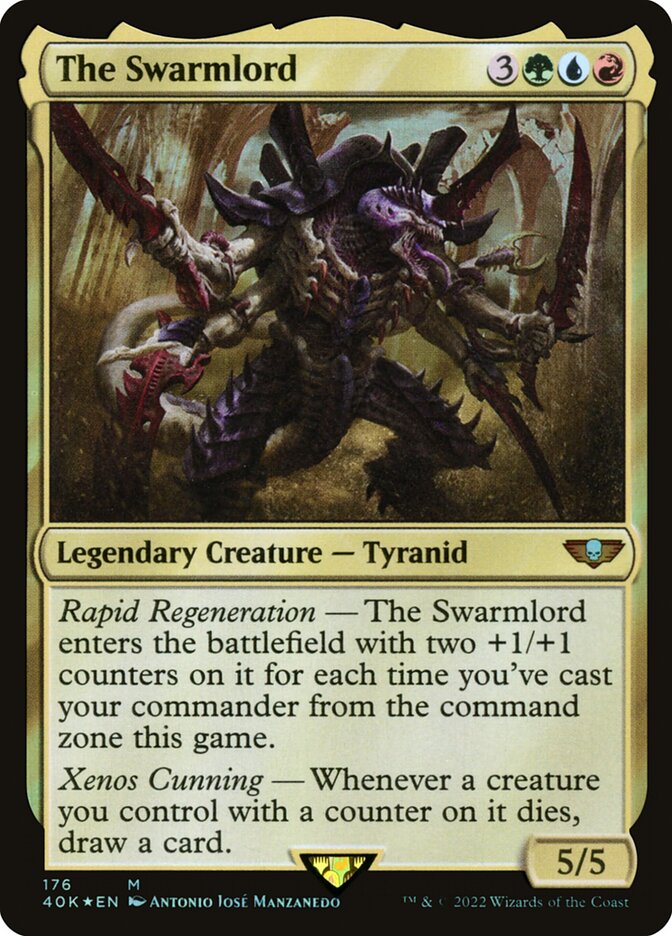 The Swarmlord 3
Legendary Creature — Tyranid
Rapid Regeneration — The Swarmlord
enters the battlefield with two +1/+1
counters on it for each time you've cast
your commander from the command
zone this game.
Xenos Cunning — Whenever a creature
you control with a counter on it dies,
draw a card.
5/5
176 M
40K★EN Antonio José Manzanedo ™ & © 2022 Wizards of the Coast